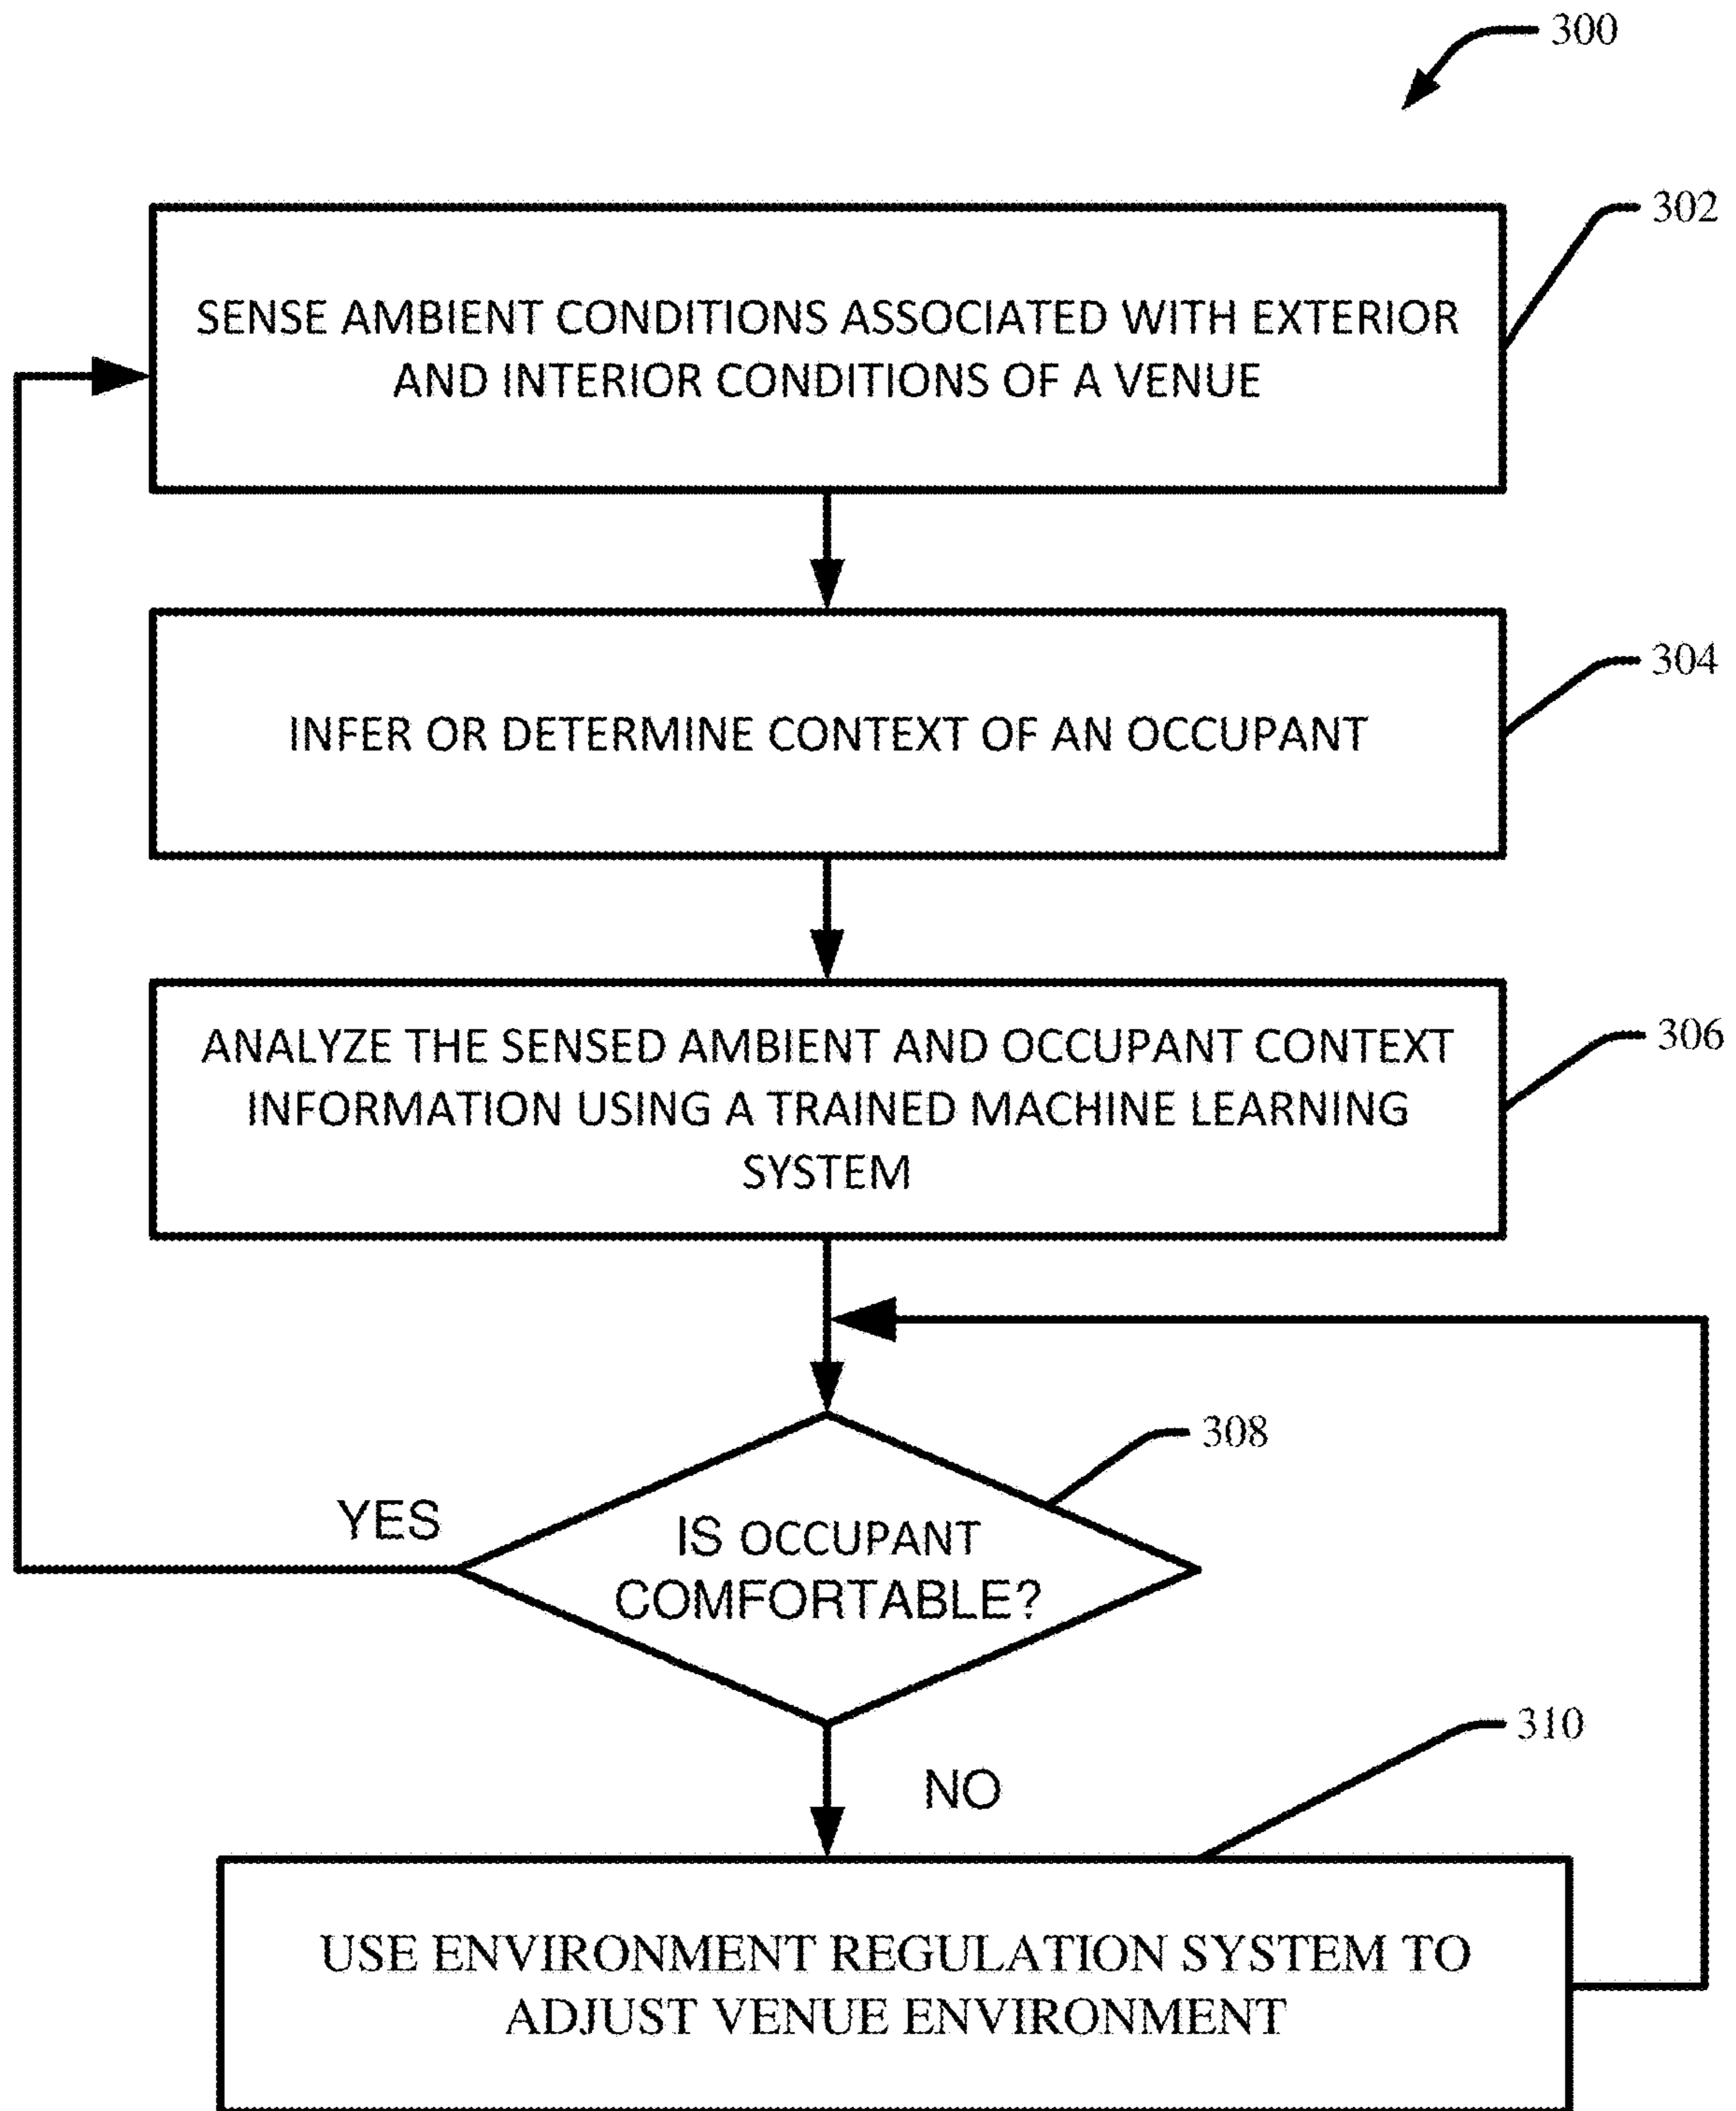 300
302
SENSE AMBIENT CONDITIONS ASSOCIATED WITH EXTERIOR
AND INTERIOR CONDITIONS OF A VENUE
304
INFER OR DETERMINE CONTEXT OF AN OCCUPANT
306
ANALYZE THE SENSED AMBIENT AND OCCUPANT CONTEXT
INFORMATION USING A TRAINED MACHINE LEARNING
SYSTEM
308
YES
IS OCCUPANT
COMFORTABLE?
310
NO
USE ENVIRONMENT REGULATION SYSTEM TO
ADJUST VENUE ENVIRONMENT